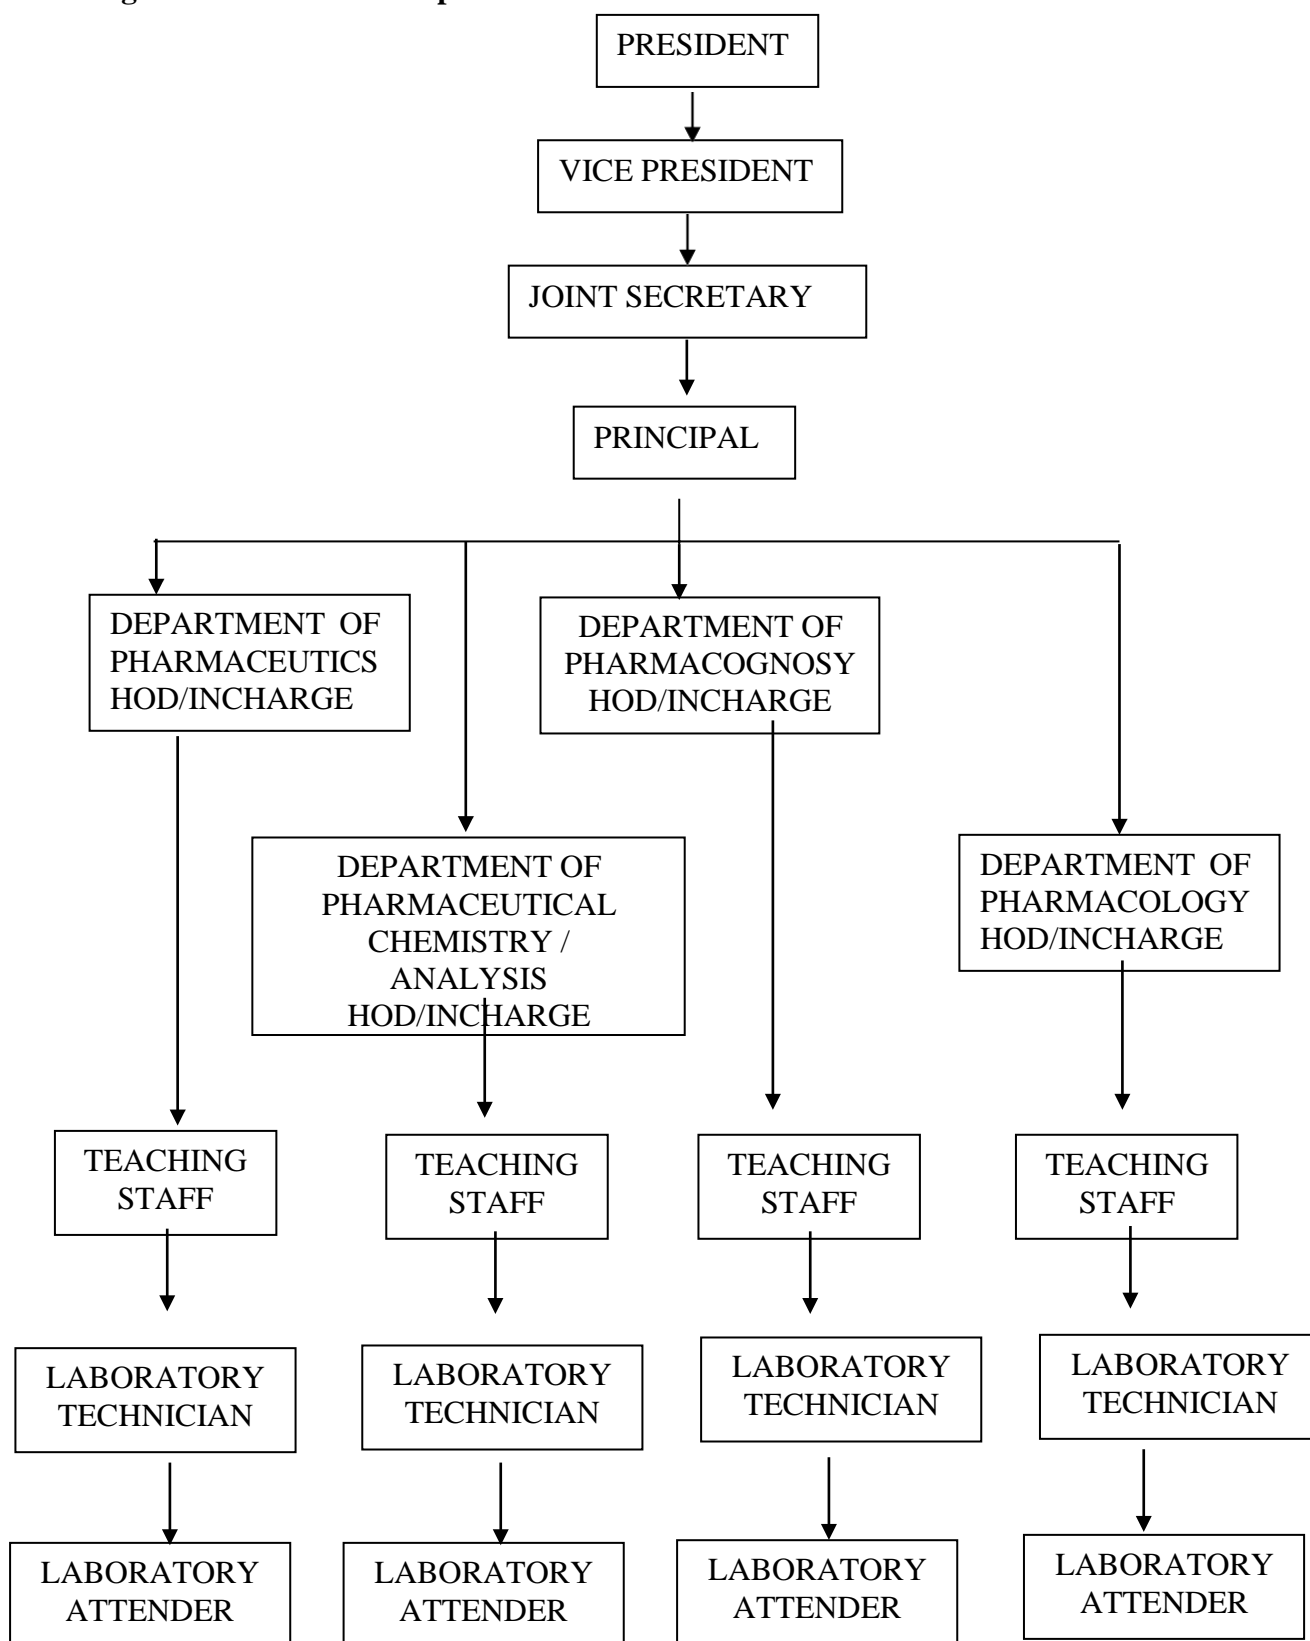 PRESIDENT
VICE PRESIDENT
JOINT SECRETARY
PRINCIPAL
DEPARTMENT OF
PHARMACEUTICS
HOD/INCHARGE
DEPARTMENT OF
PHARMACOGNOSY
HOD/INCHARGE
DEPARTMENT OF
PHARMACEUTICAL
CHEMISTRY /
ANALYSIS
HOD/INCHARGE
DEPARTMENT OF
PHARMACOLOGY
HOD/INCHARGE
TEACHING
STAFF
TEACHING
STAFF
TEACHING
STAFF
TEACHING
STAFF
LABORATORY
TECHNICIAN
LABORATORY
TECHNICIAN
LABORATORY
TECHNICIAN
LABORATORY
TECHNICIAN
LABORATORY
ATTENDER
LABORATORY
ATTENDER
LABORATORY
ATTENDER
LABORATORY
ATTENDER